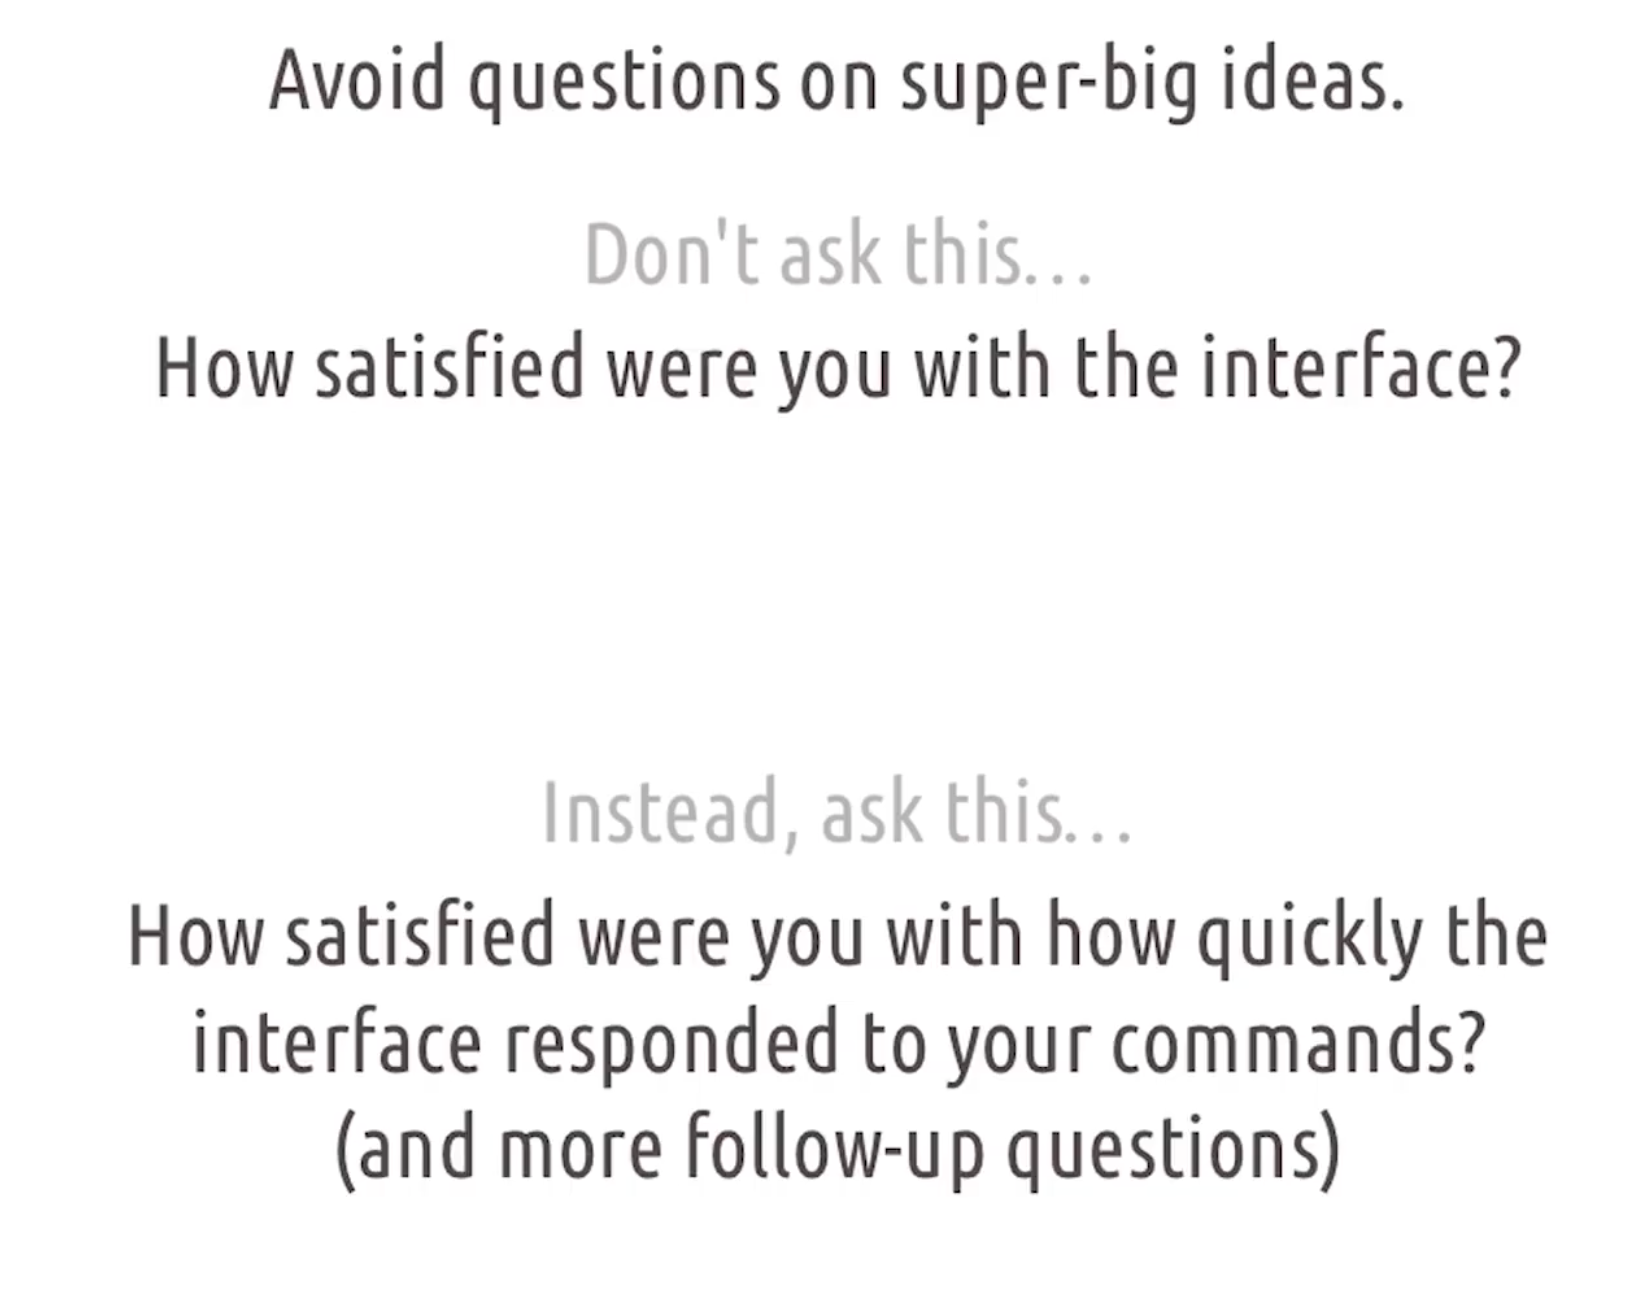 Avoid questions on super-big ideas.
Don't ask this...
How satisfied were you with the interface?
Instead, ask this...
How satisfied were you with how quickly the
interface responded to your commands?
(and more follow-up questions)